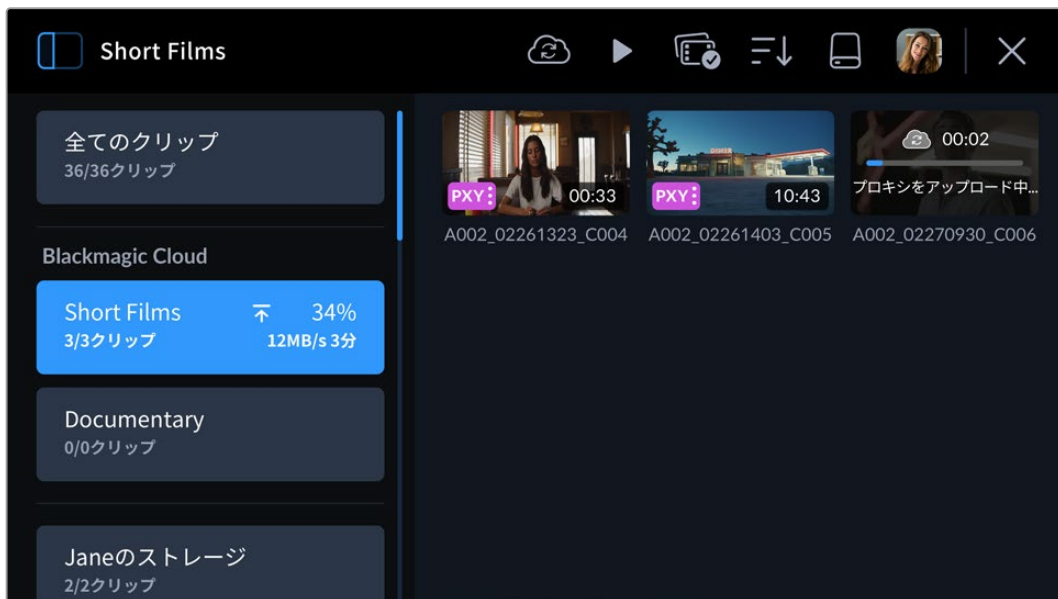 Short Films
全てのクリップ
36/36クリップ
Blackmagic Cloud
Short Films 34%
3/3クリップ 12MB/s 3分
Documentary
0/0クリップ
Janeのストレージ
2/2クリップ
PXY 00:33
A002_02261323_C004
DINER
PXY 10:43
A002_02261403_C005
00:02
プロキシをアップロード中...
A002_02270930_C006